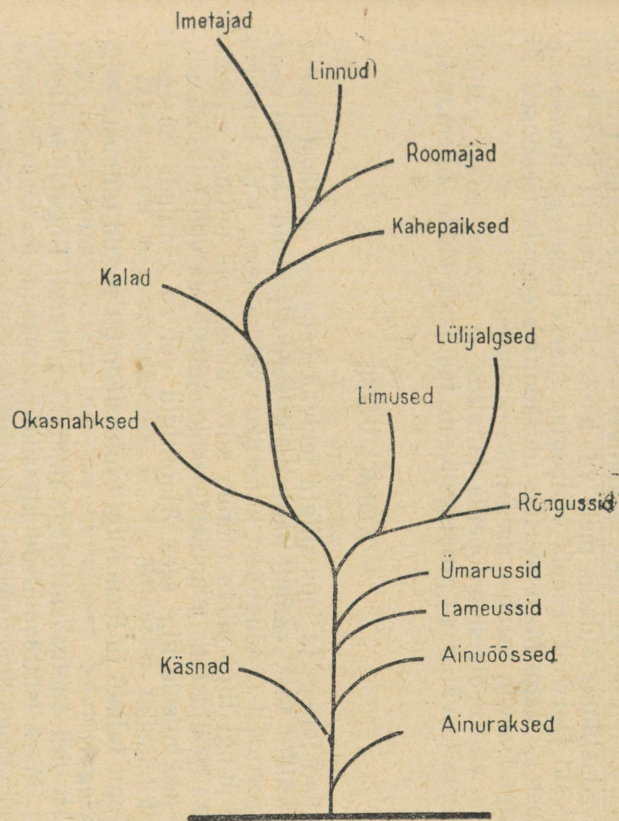 Imetajad
Linnud
Roomajad
Kahepaiksed
Kalad
Lülijalgsed
Limused
Okasnahksed
Rõngussid
Ümarussid
Lameussid
Ainuõõssed
Käsnad
Ainuraksed